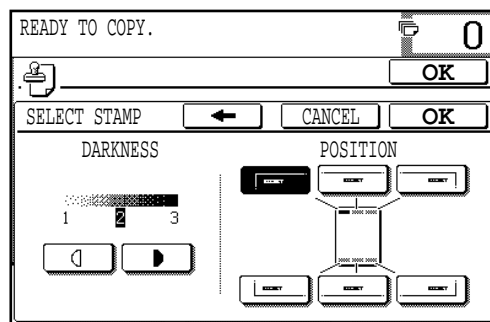 READY TO COPY. 0
OK
SELECT STAMP CANCEL OK
DARKNESS POSITION
1 2 3